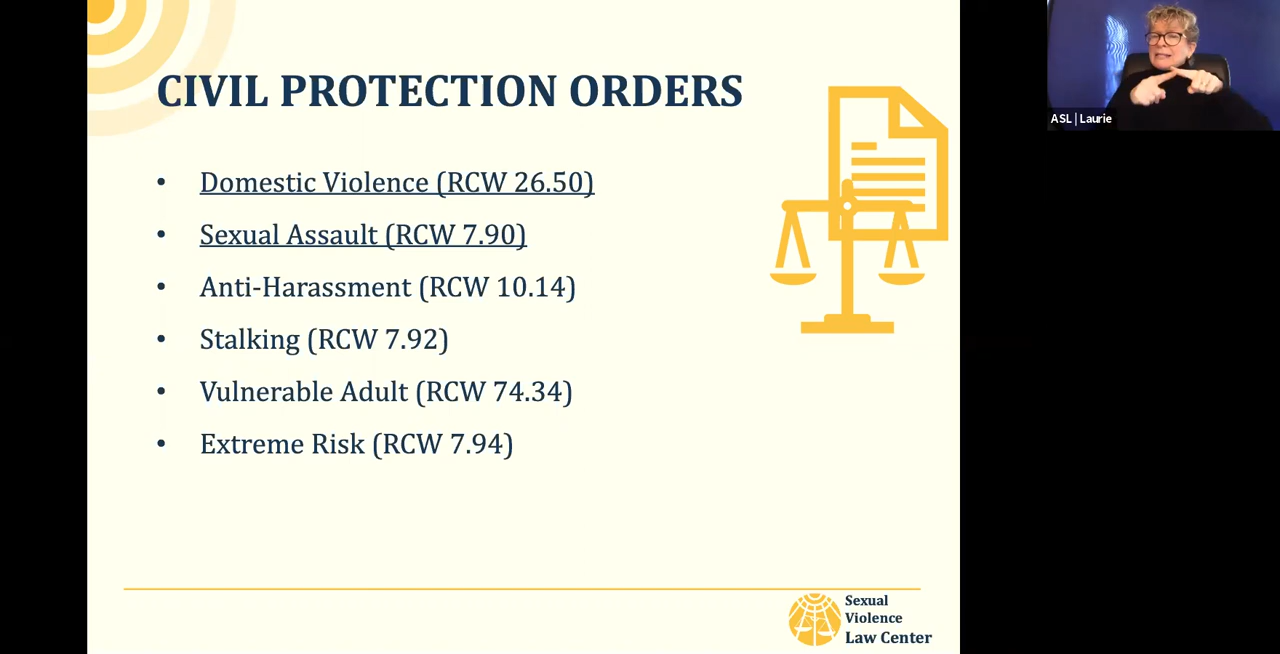 CIVIL PROTECTION ORDERS
• Domestic Violence (RCW 26.50)
• Sexual Assault (RCW 7.90)
• Anti-Harassment (RCW 10.14)
• Stalking (RCW 7.92)
• Vulnerable Adult (RCW 74.34)
• Extreme Risk (RCW 7.94)
Sexual
Violence
Law Center
ASL | Laurie